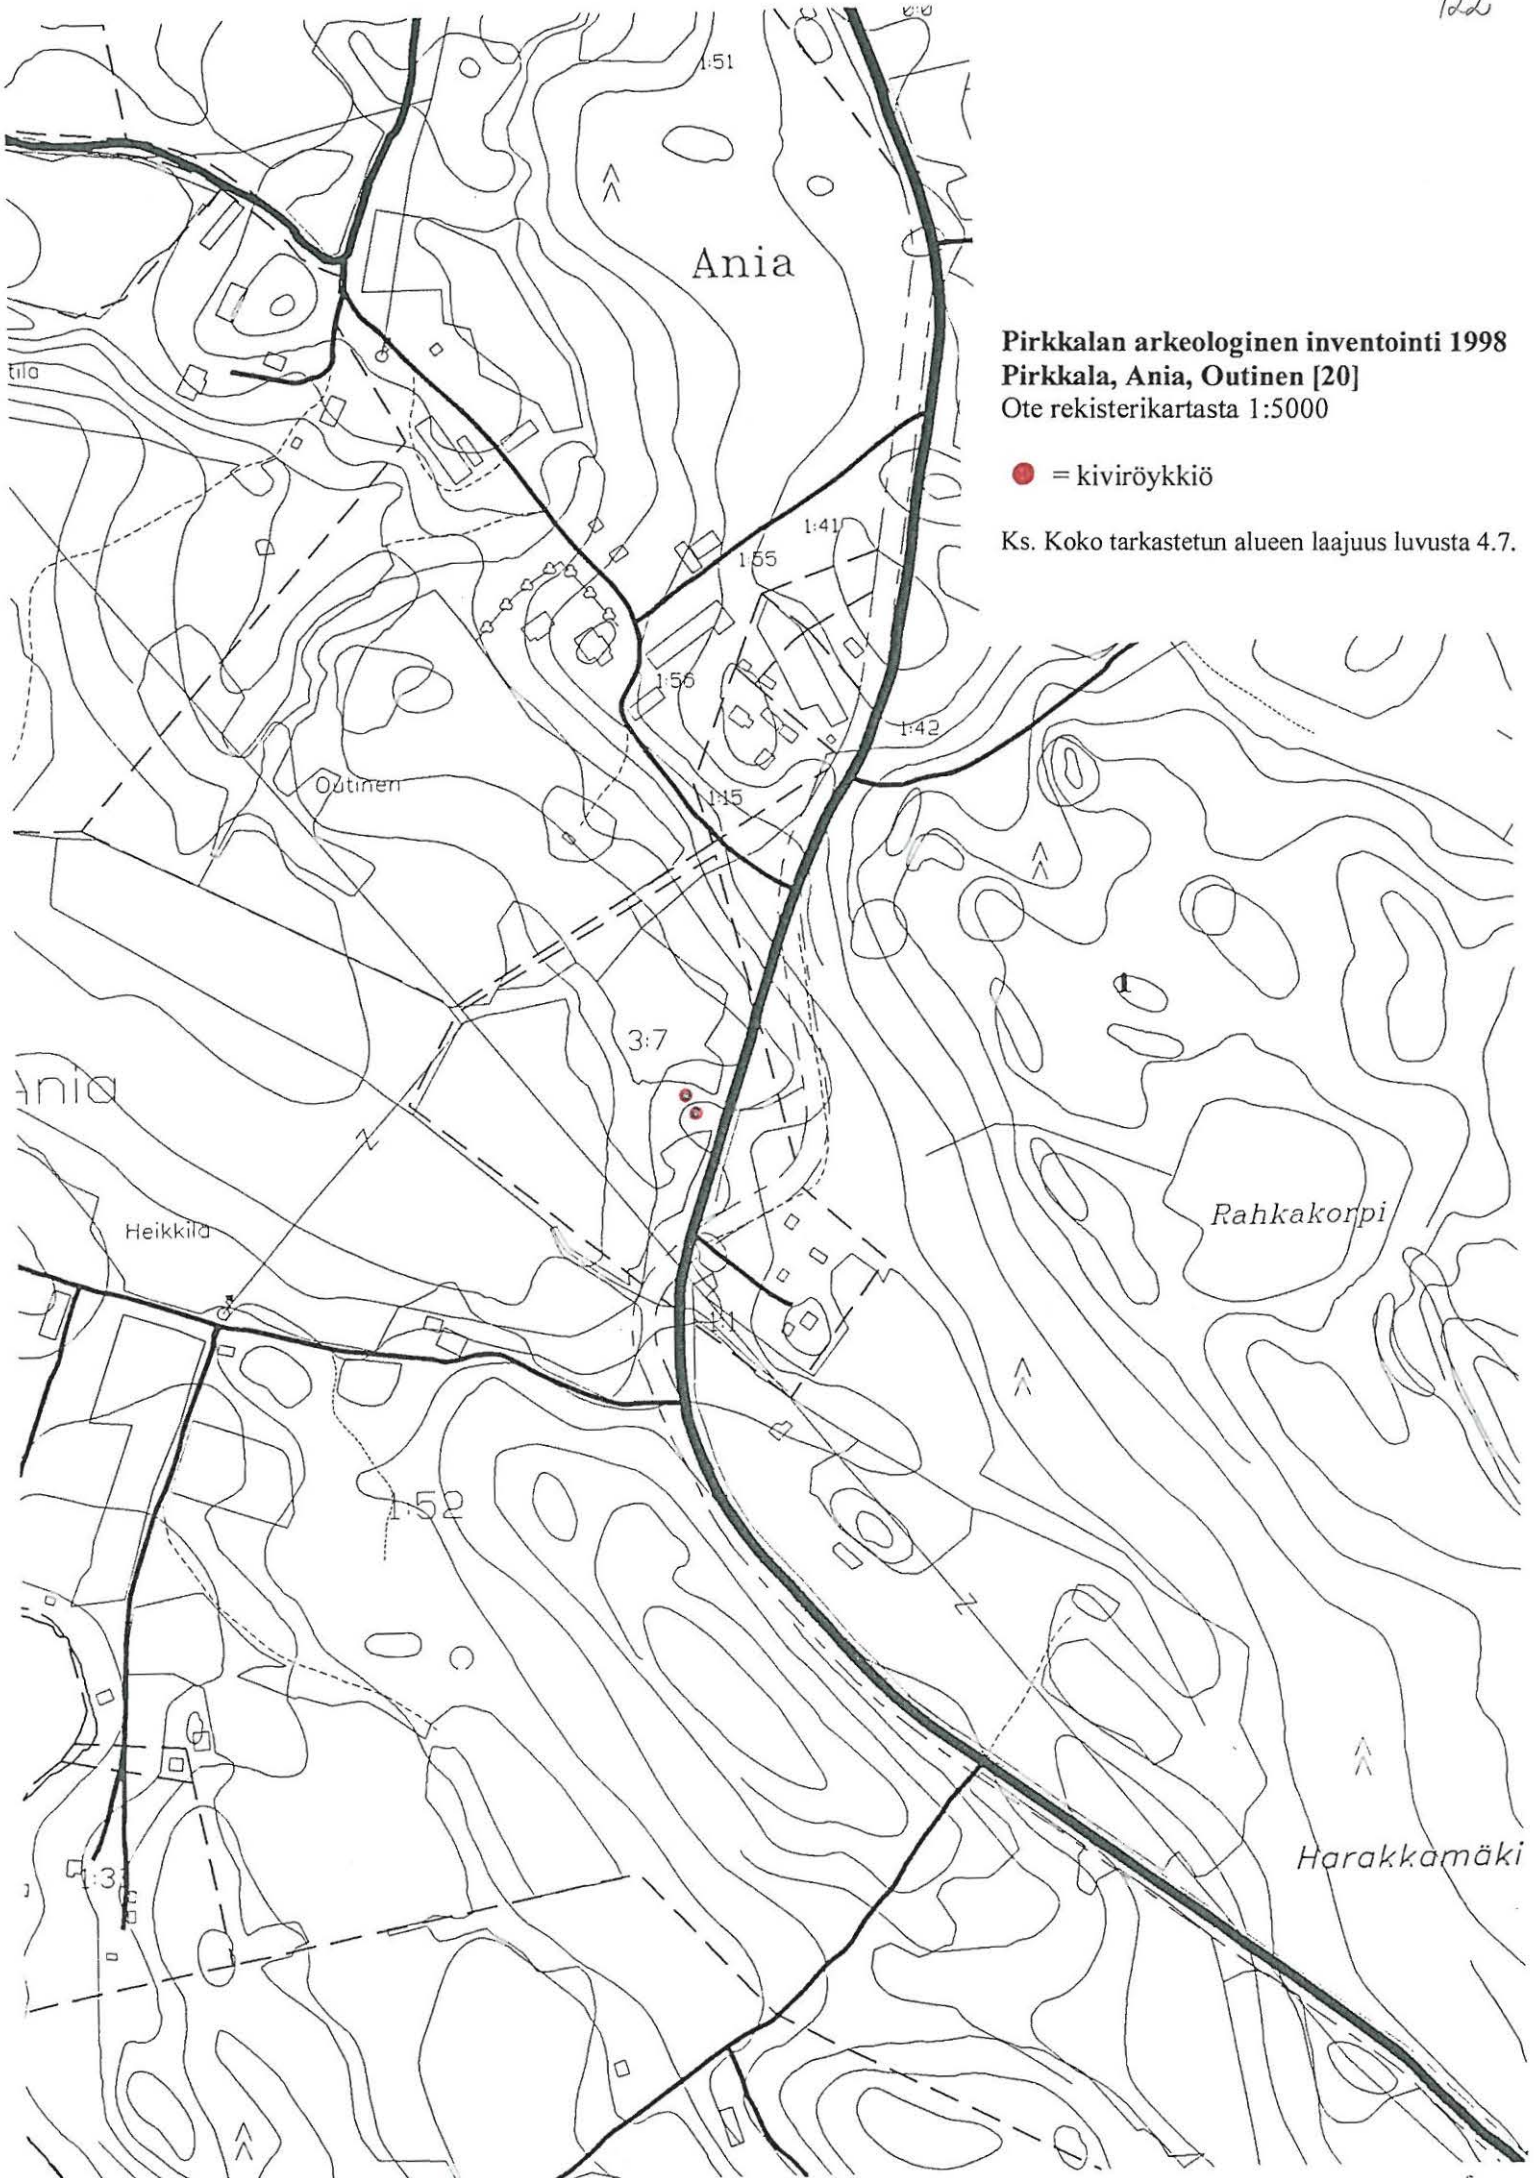 122
0:0
1:51
Ania
Pirkkalan arkeologinen inventointi 1998
Pirkkala, Ania, Outinen [20]
Ote rekisterikartasta 1:5000
= kiviröykkiö
Ks. Koko tarkastetun alueen laajuus luvusta 4.7.
tila
1:41
1:55
1:56
1:42
Outinen
1:15
1
3:7
Ania
Rahkakorpi
Heikkilä
1:1
1:52
Harakkamäki